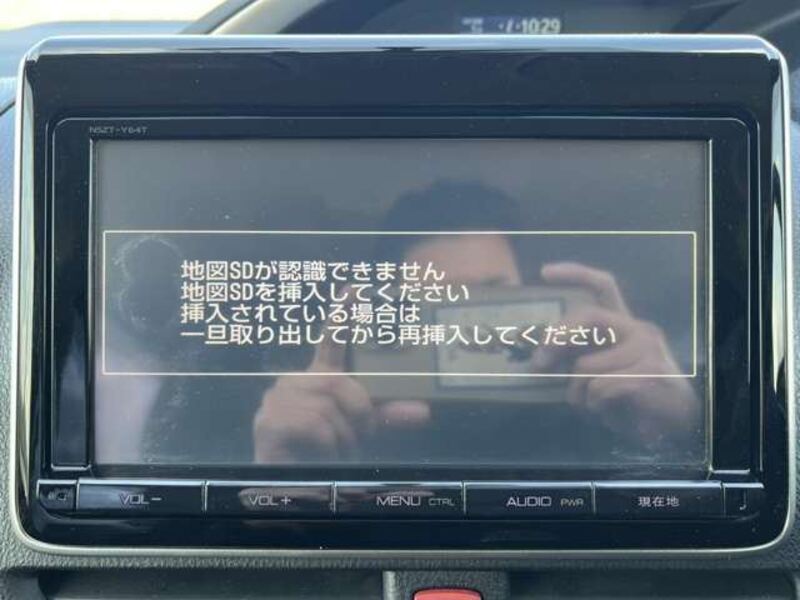 1:1029
NSZT-Y64T
地図SDが認識できません
地図SDを挿入してください
挿入されている場合は
一旦取り出してから再挿入してください
VOL− VOL+ MENU CTRL AUDIO PWR 現在地